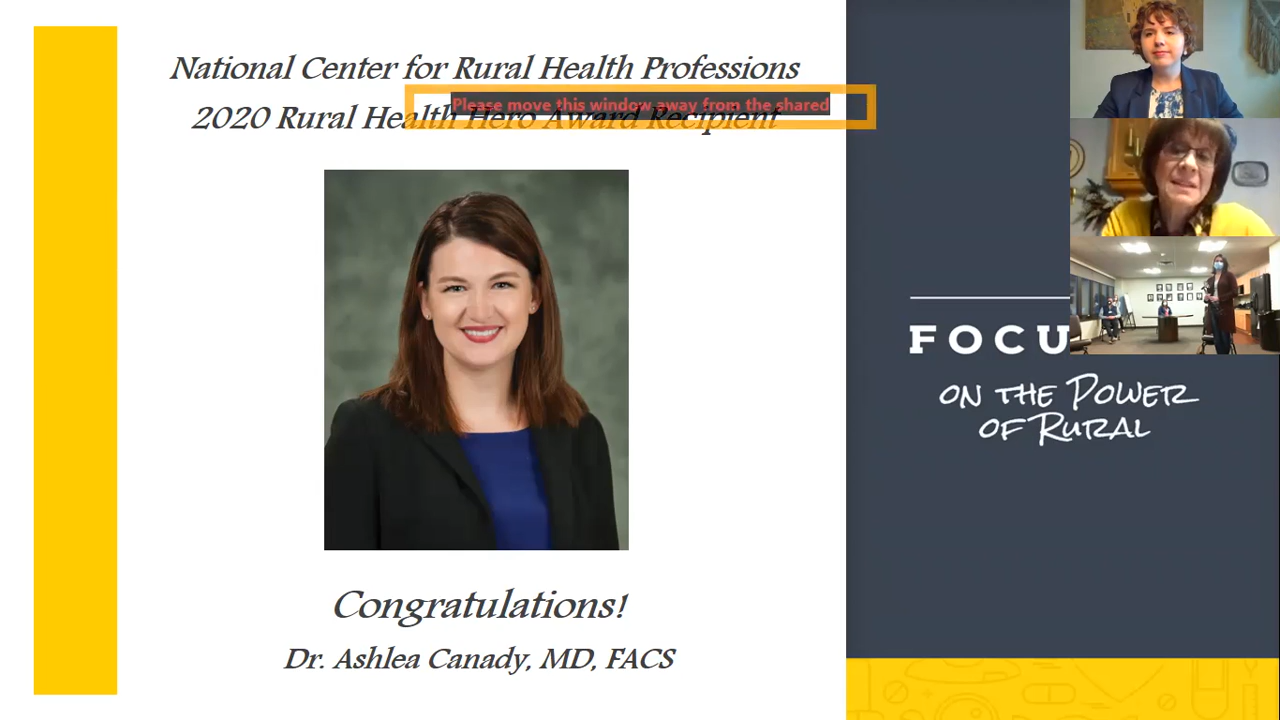 National Center for Rural Health Professions
Please move this window away from the shared
2020 Rural Health Hero Award Recipient
FOCU
ON THE POWER
OF RURAL
Congratulations!
Dr. Ashlea Canady, MD, FACS